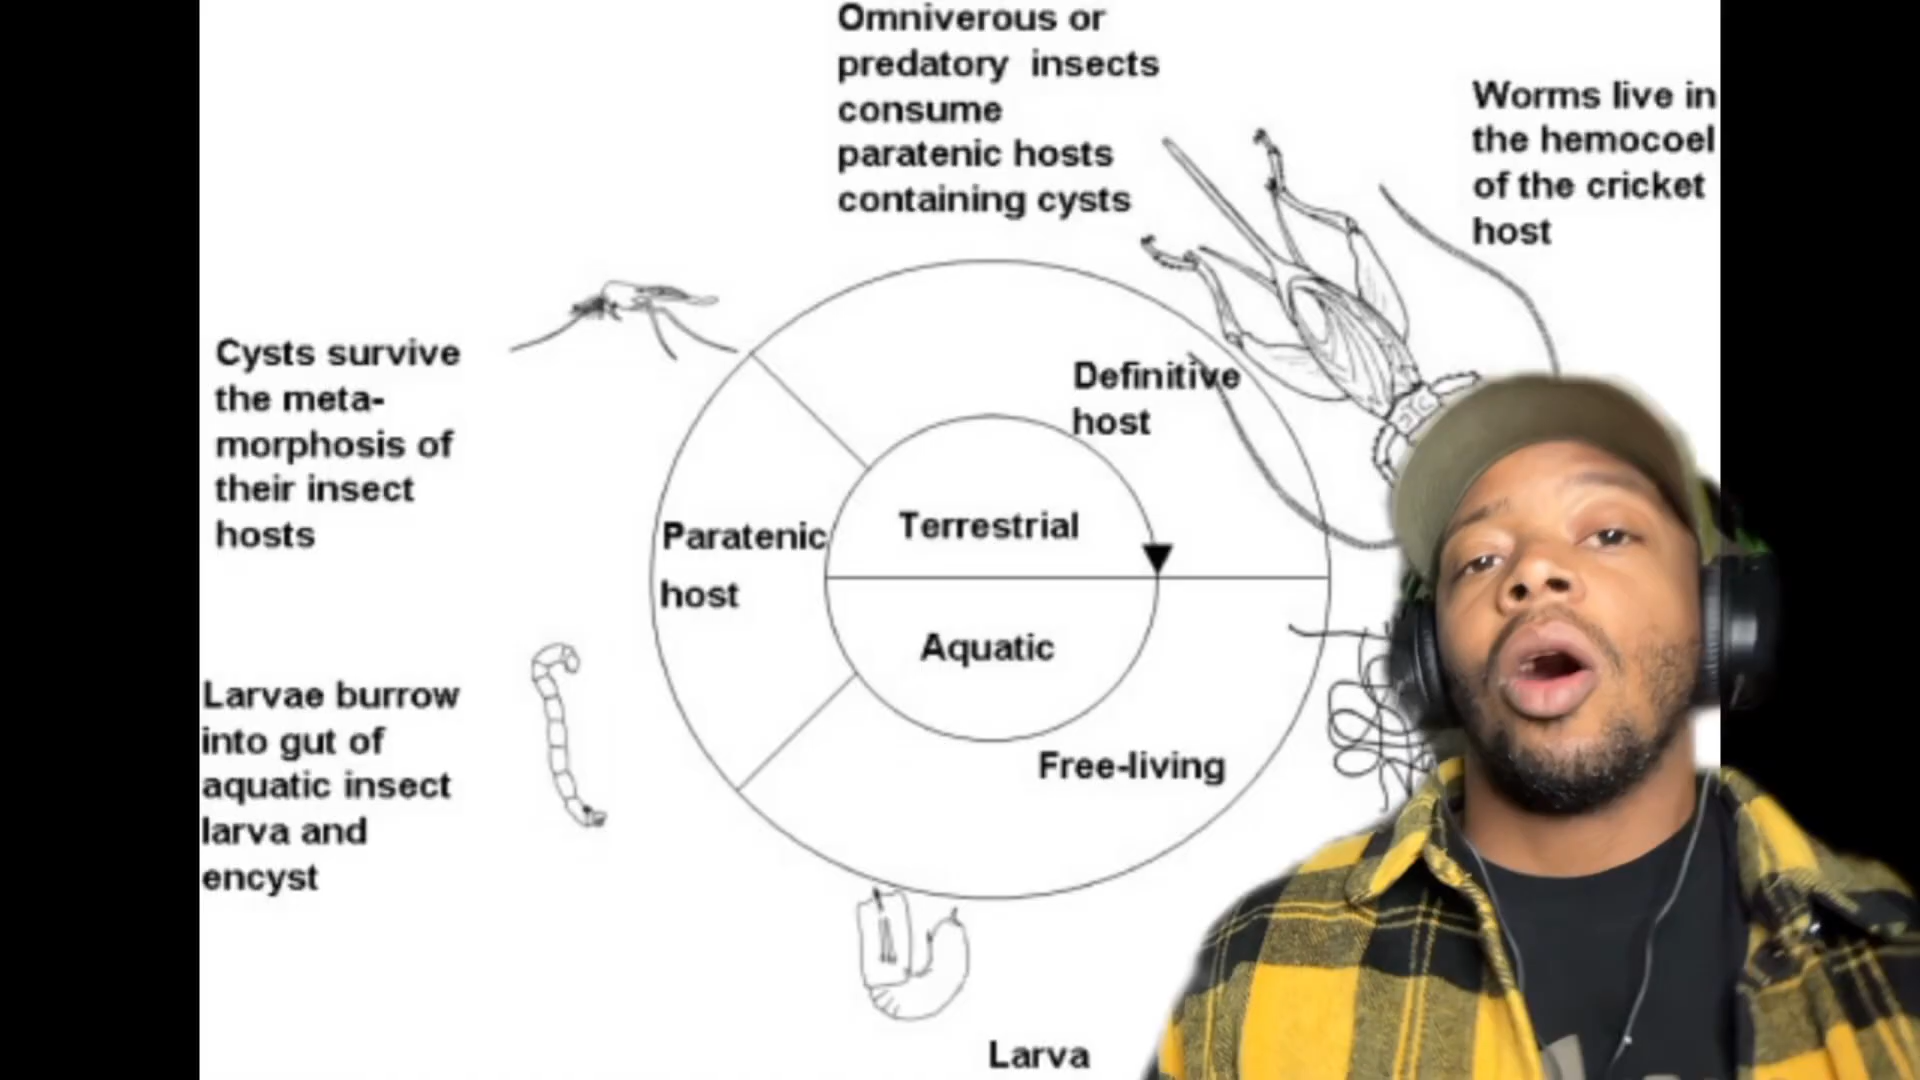 Omniverous or
predatory insects
consume
paratenic hosts
containing cysts
Worms live in
the hemocoel
of the cricket
host
Cysts survive
the meta-
morphosis of
their insect
hosts
Definitive
host
Terrestrial
Paratenic
host
Aquatic
Larvae burrow
into gut of
aquatic insect
larva and
encyst
Free-living
Larva